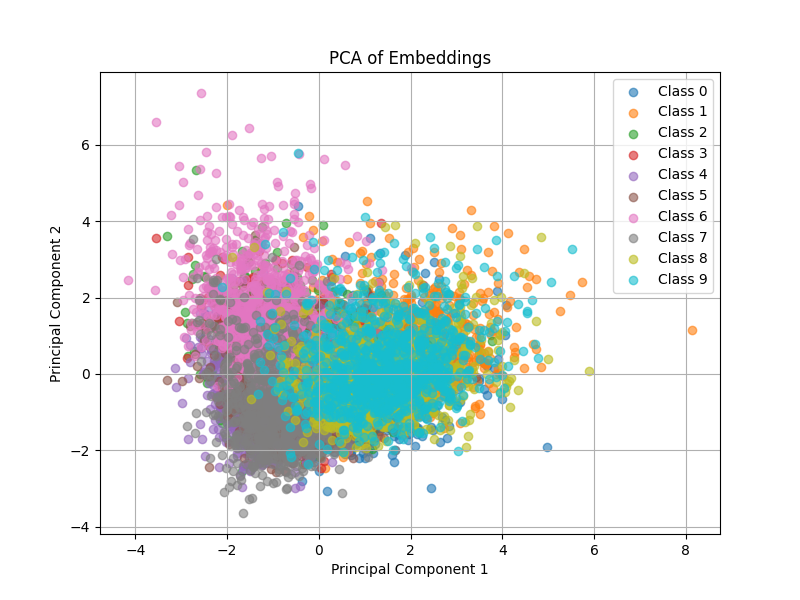 PCA of Embeddings
Class 0
Class 1
Class 2
Class 3
Class 4
Class 5
Class 6
Class 7
Class 8
Class 9
Principal Component 2
6
4
2
0
−2
−4
−4 −2 0 2 4 6 8
Principal Component 1